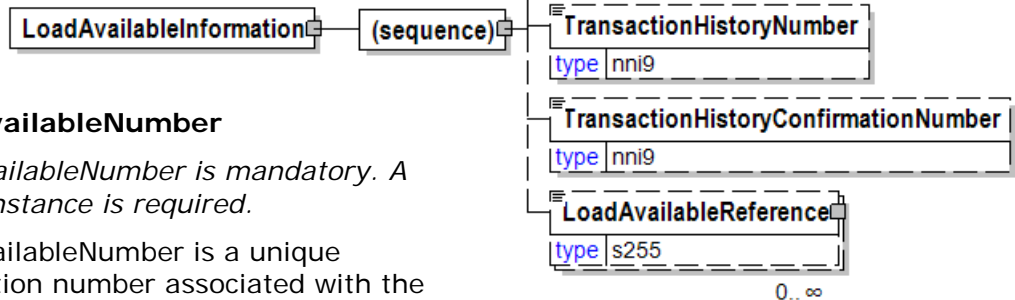 LoadAvailableInformation
(sequence)
TransactionHistoryNumber
type nni9
TransactionHistoryConfirmationNumber
type nni9
LoadAvailableReference
type s255
0..∞
vailableNumber
ailableNumber is mandatory. A
nstance is required.
ailableNumber is a unique
tion number associated with the